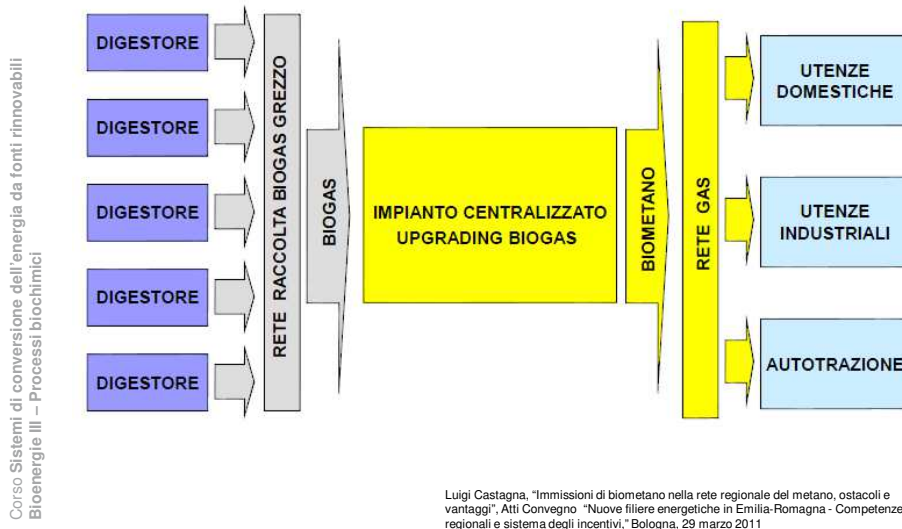 Corso Sistemi di conversione dell'energia da fonti rinnovabili
Bioenergie III – Processi biochimici
DIGESTORE
DIGESTORE
DIGESTORE
DIGESTORE
DIGESTORE
RETE RACCOLTA BIOGAS GREZZO
BIOGAS
IMPIANTO CENTRALIZZATO
UPGRADING BIOGAS
BIOMETANO
RETE GAS
UTENZE
DOMESTICHE
UTENZE
INDUSTRIALI
AUTOTRAZIONE
Luigi Castagna, “Immissioni di biometano nella rete regionale del metano, ostacoli e
vantaggi”, Atti Convegno “Nuove filiere energetiche in Emilia-Romagna - Competenze
regionali e sistema degli incentivi,” Bologna, 29 marzo 2011